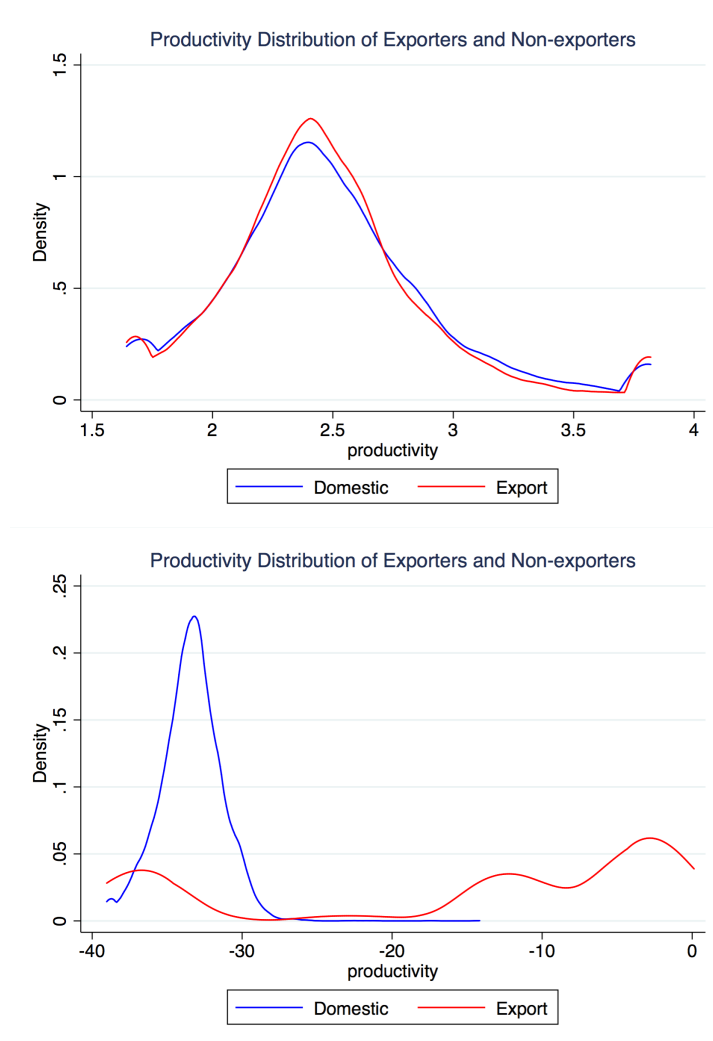 Productivity Distribution of Exporters and Non-exporters
1.5
1
.5
0
Density
1.5 2 2.5 3 3.5 4
productivity
Domestic Export
Productivity Distribution of Exporters and Non-exporters
.25
.2
.15
.1
.05
0
Density
-40 -30 -20 -10 0
productivity
Domestic Export